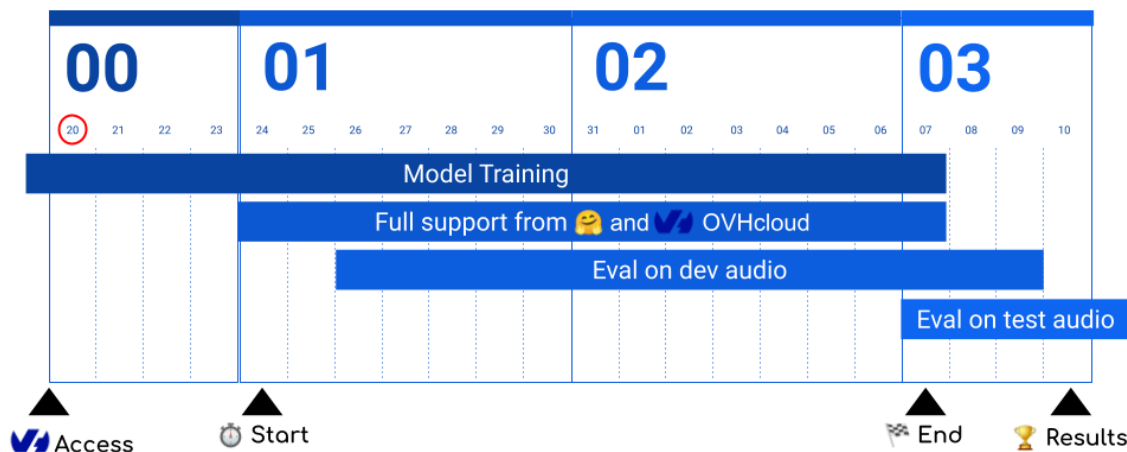 00 01 02 03
20 21 22 23 24 25 26 27 28 29 30 31 01 02 03 04 05 06 07 08 09 10
Model Training
Full support from 🤗 and OVHcloud
Eval on dev audio
Eval on test audio
Access ⏱️ Start 🏁 End 🏆 Results